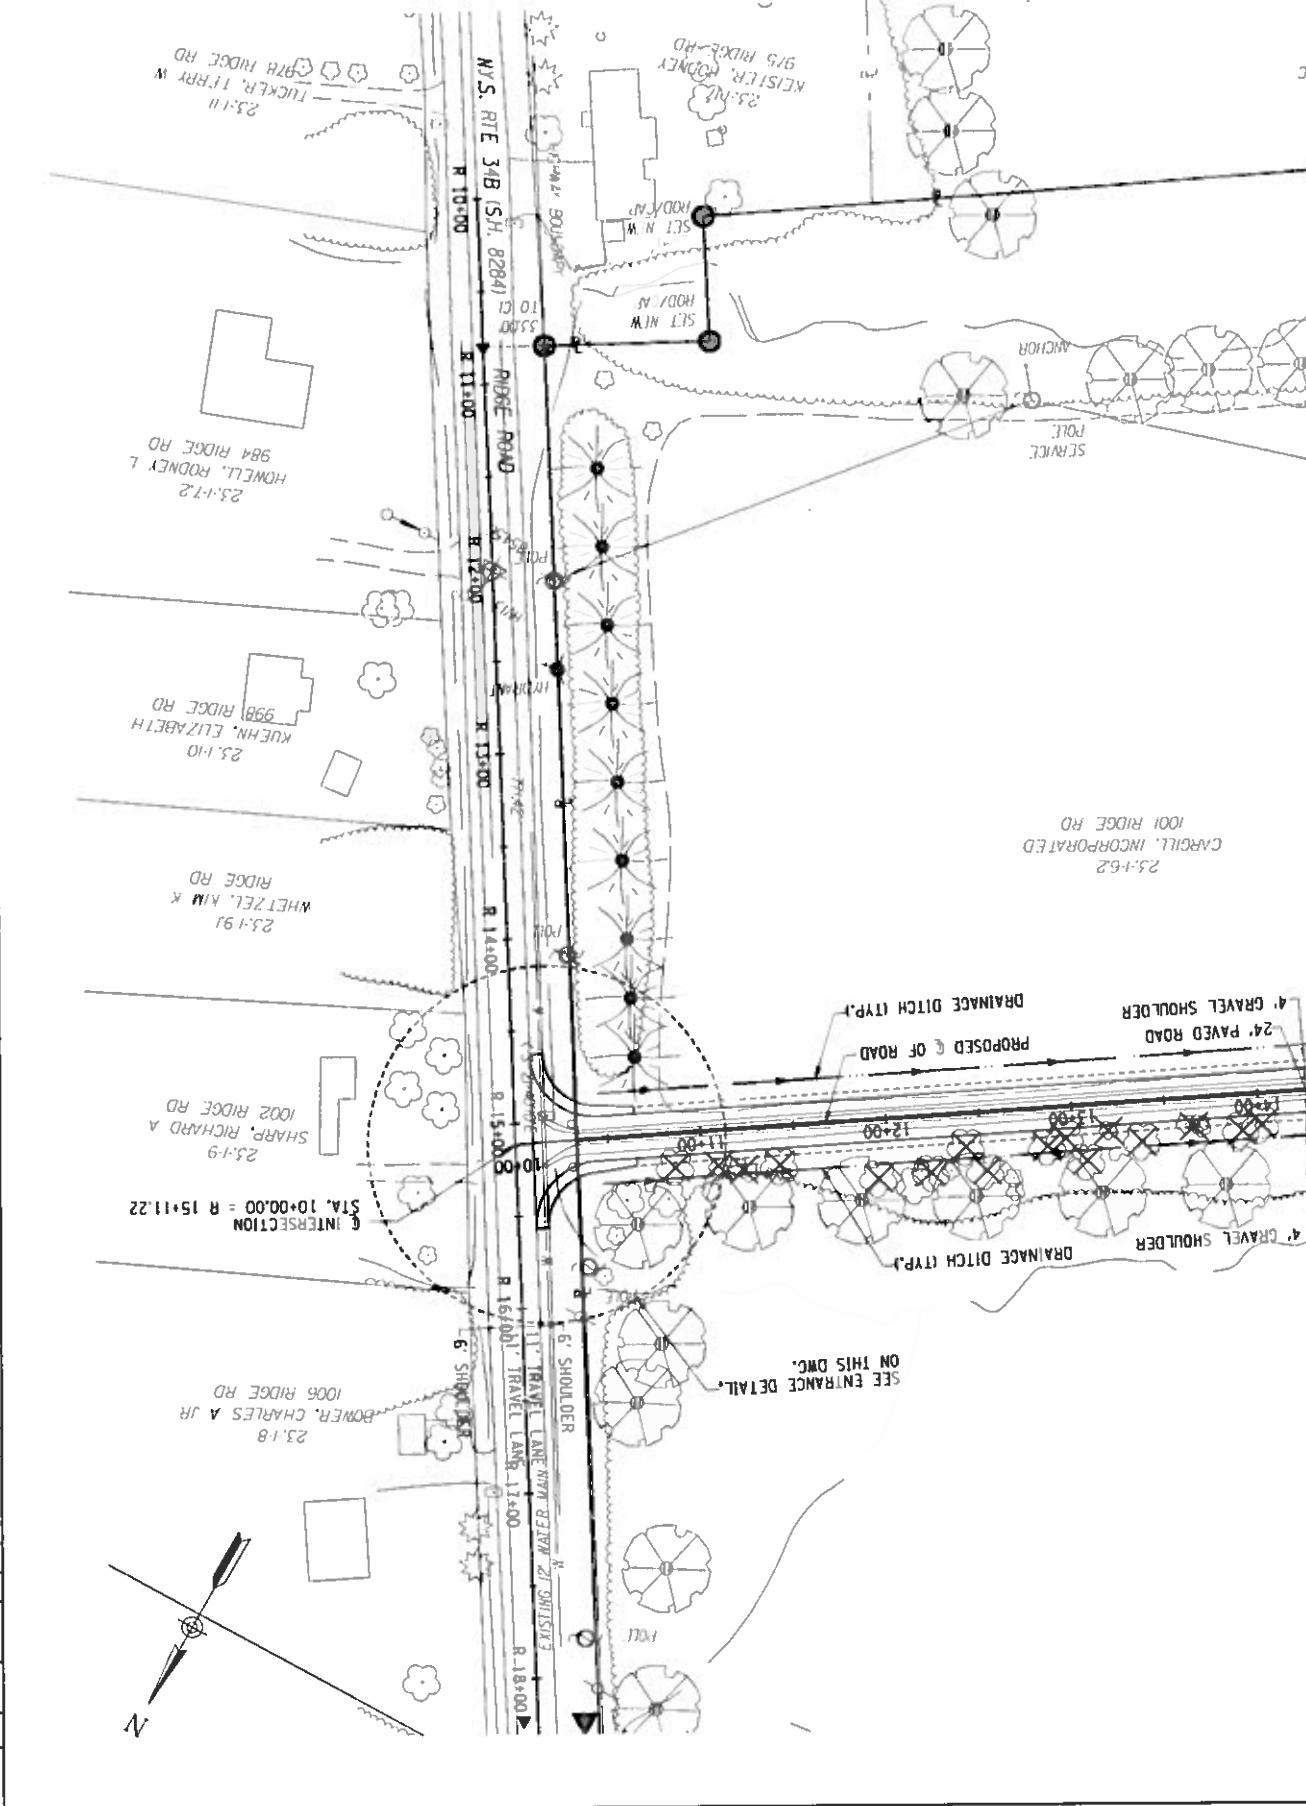 23.-1-11
TUCKER, TERRY W
978 RIDGE RD
KEISTER, RODNEY
975 RIDGE RD
N.Y.S. RTE 34B (S.H. 8284)
RIDGE ROAD
R 10+00
SET NEW
ROD/CAP
SET NEW
ROD/CAP
33.00
TO CL
R 11+00
ANCHOR
SERVICE
POLE
23.-1-7.2
HOWELL, RODNEY L
984 RIDGE RD
POLE
R 12+00
HYDRANT
23.-1-10
KUEHN, ELIZABETH
998 RIDGE RD
R 13+00
23.-1-6.2
CARGILL, INCORPORATED
1001 RIDGE RD
23.-1-9.1
WHETZEL, KIM K
RIDGE RD
R 14+00
POLE
DRAINAGE DITCH (TYP.)
4' GRAVEL SHOULDER
24' PAVED ROAD
PROPOSED ℄ OF ROAD
23.-1-9
SHARP, RICHARD A
1002 RIDGE RD
R 15+00
10+00
11+00
12+00
13+00
14+00
℄ INTERSECTION
STA. 10+00.00 = R 15+11.22
DRAINAGE DITCH (TYP.)
4' GRAVEL SHOULDER
POLE
R 16+00
6' SHOULDER
11' TRAVEL LANE
11' TRAVEL LANE
6' SHOULDER
SEE ENTRANCE DETAIL,
ON THIS DWG.
23.-1-8
BOWER, CHARLES A JR
1006 RIDGE RD
R 17+00
EXISTING 12" WATER MAIN
POLE
R 18+00
N